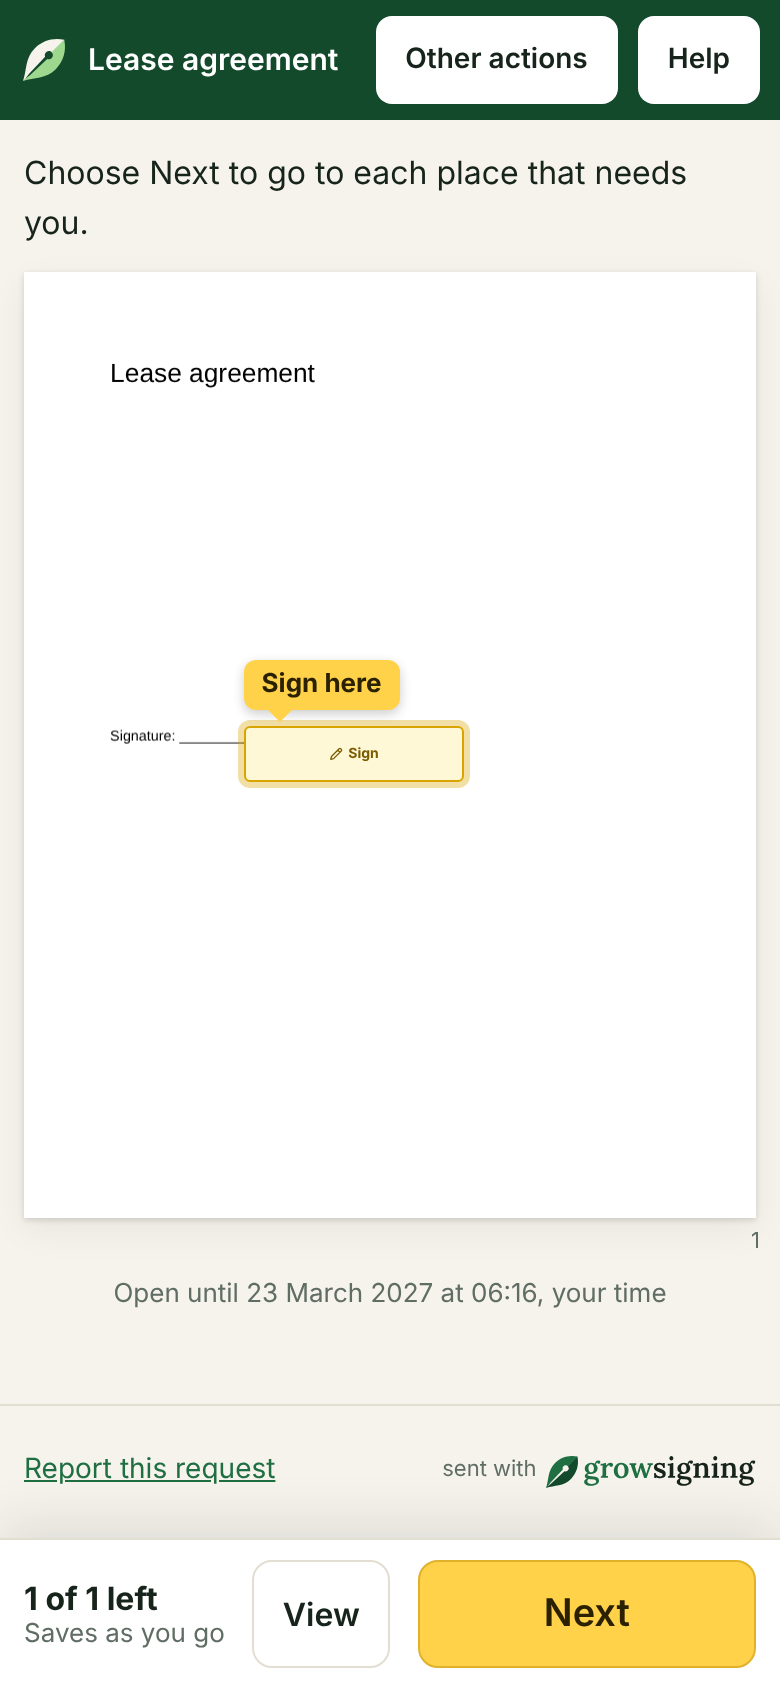 Lease agreement
Other actions
Help
Choose Next to go to each place that needs
you.
Lease agreement
Sign here
Signature: ________
Sign
1
Open until 23 March 2027 at 06:16, your time
Report this request
sent with growsigning
1 of 1 left
Saves as you go
View
Next